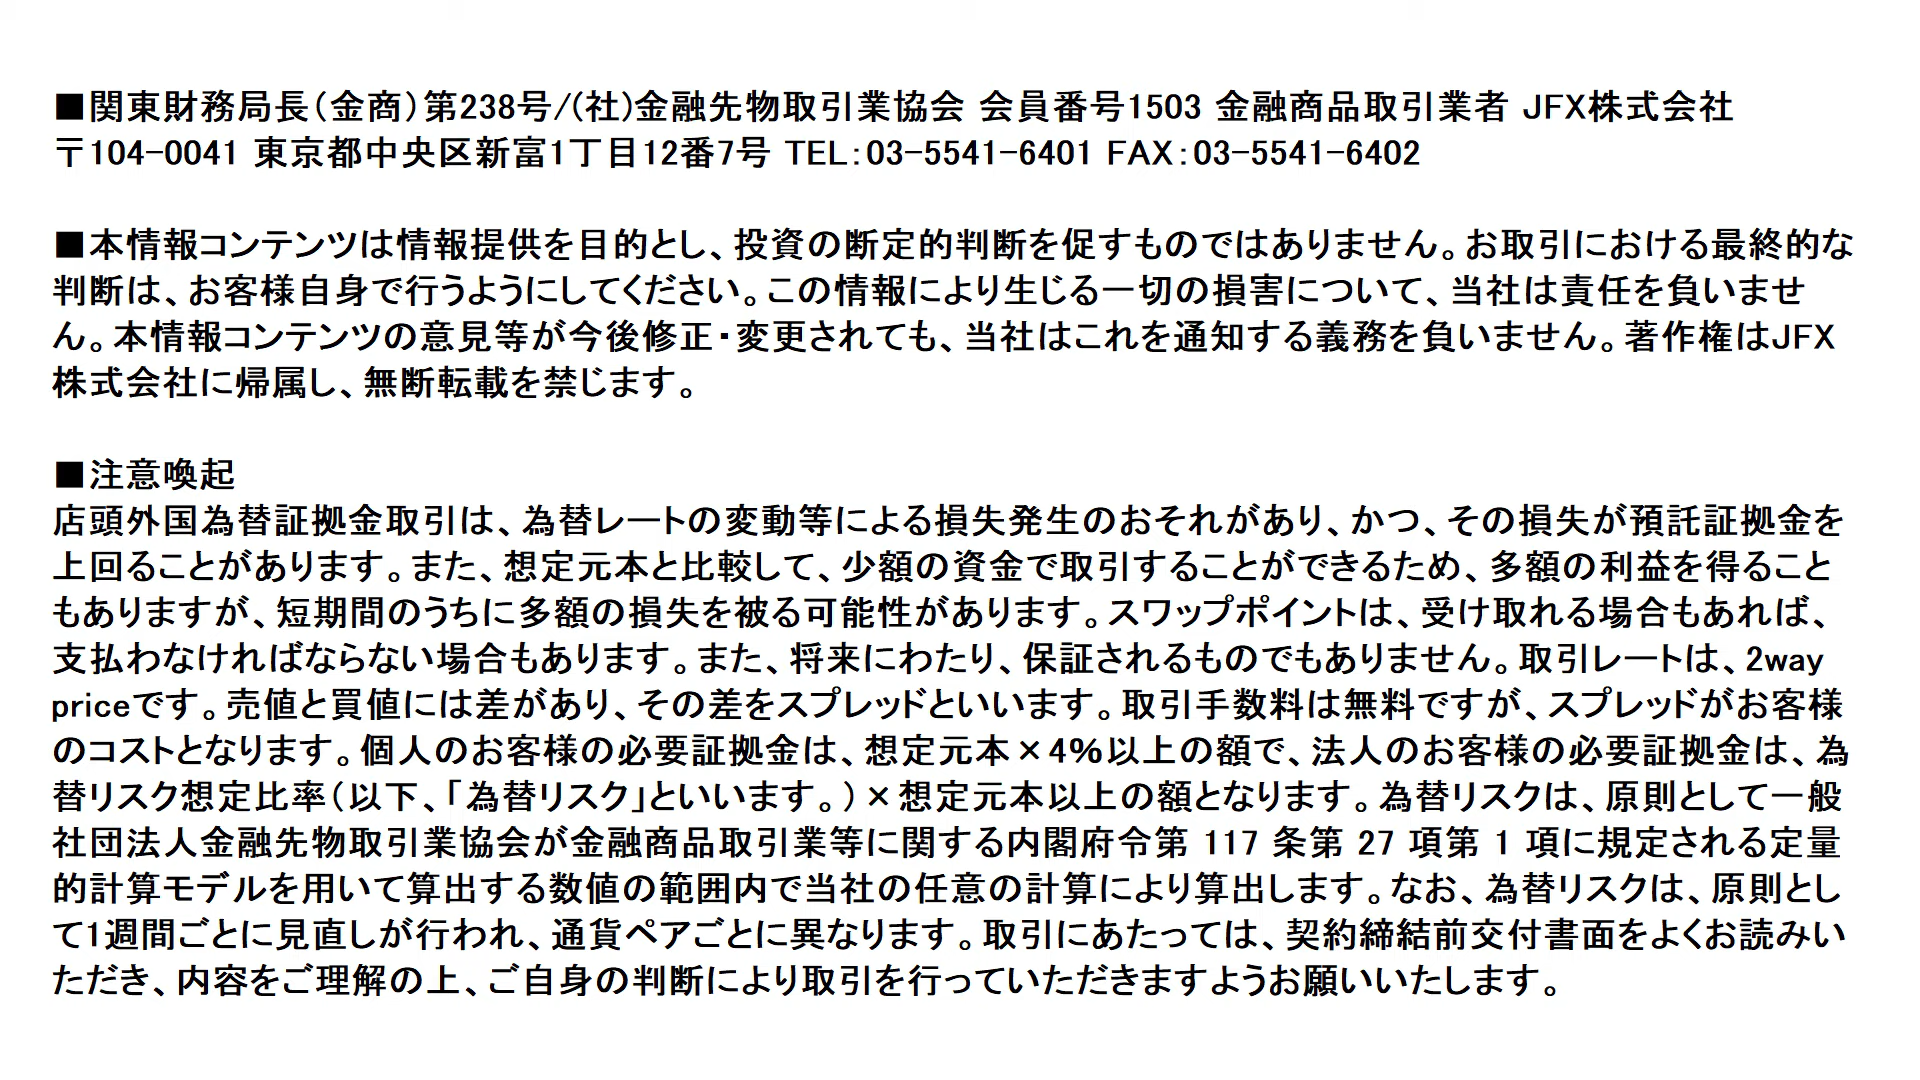 ■関東財務局長（金商）第238号/(社)金融先物取引業協会 会員番号1503 金融商品取引業者 JFX株式会社
〒104-0041 東京都中央区新富1丁目12番7号 TEL：03-5541-6401 FAX：03-5541-6402
■本情報コンテンツは情報提供を目的とし、投資の断定的判断を促すものではありません。お取引における最終的な
判断は、お客様自身で行うようにしてください。この情報により生じる一切の損害について、当社は責任を負いませ
ん。本情報コンテンツの意見等が今後修正・変更されても、当社はこれを通知する義務を負いません。著作権はJFX
株式会社に帰属し、無断転載を禁じます。
■注意喚起
店頭外国為替証拠金取引は、為替レートの変動等による損失発生のおそれがあり、かつ、その損失が預託証拠金を
上回ることがあります。また、想定元本と比較して、少額の資金で取引することができるため、多額の利益を得ること
もありますが、短期間のうちに多額の損失を被る可能性があります。スワップポイントは、受け取れる場合もあれば、
支払わなければならない場合もあります。また、将来にわたり、保証されるものでもありません。取引レートは、2way
priceです。売値と買値には差があり、その差をスプレッドといいます。取引手数料は無料ですが、スプレッドがお客様
のコストとなります。個人のお客様の必要証拠金は、想定元本×4％以上の額で、法人のお客様の必要証拠金は、為
替リスク想定比率（以下、「為替リスク」といいます。）×想定元本以上の額となります。為替リスクは、原則として一般
社団法人金融先物取引業協会が金融商品取引業等に関する内閣府令第 117 条第 27 項第 1 項に規定される定量
的計算モデルを用いて算出する数値の範囲内で当社の任意の計算により算出します。なお、為替リスクは、原則とし
て1週間ごとに見直しが行われ、通貨ペアごとに異なります。取引にあたっては、契約締結前交付書面をよくお読みい
ただき、内容をご理解の上、ご自身の判断により取引を行っていただきますようお願いいたします。